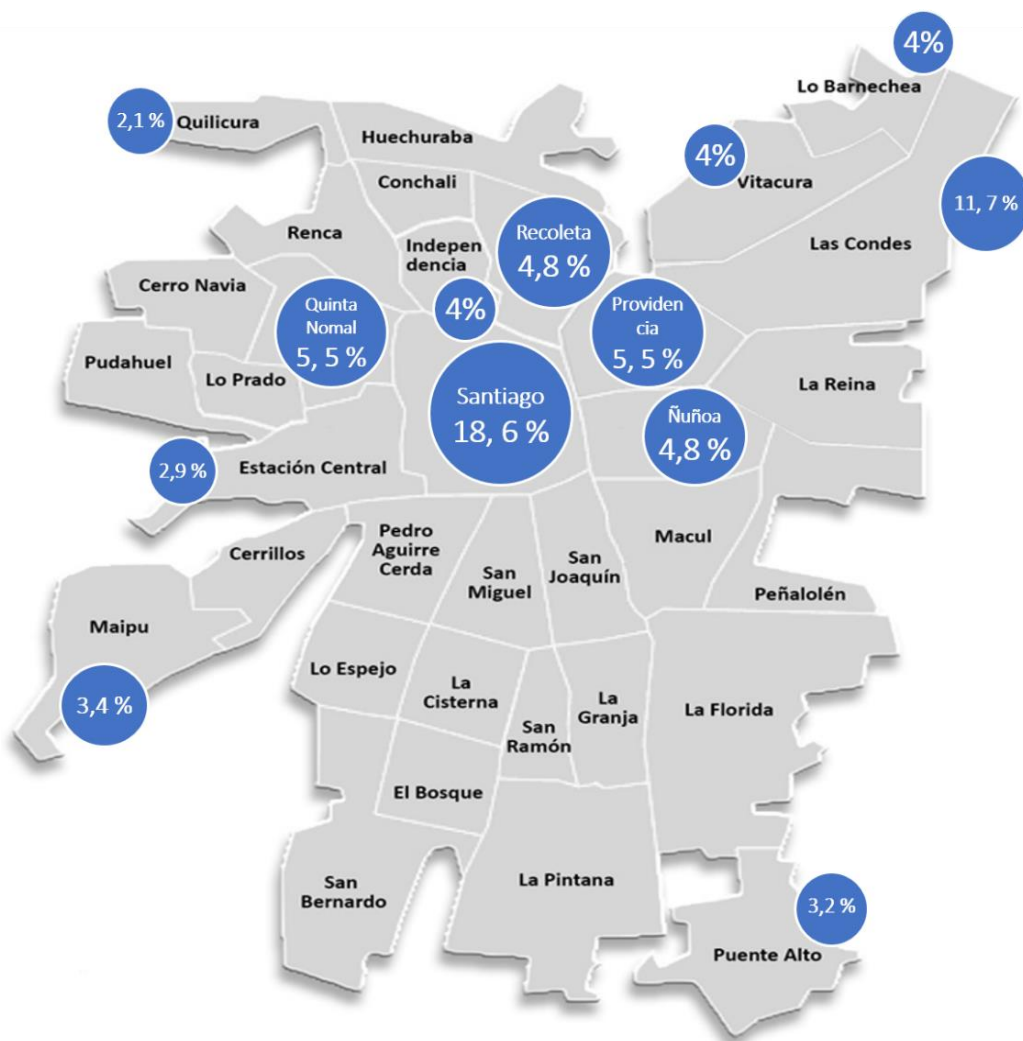 4%
Lo Barnechea
2,1 %
Quilicura
Huechuraba
4%
Vitacura
Conchali
11, 7 %
Renca
Indepen
dencia
Recoleta
4,8 %
Las Condes
Cerro Navia
4%
Quinta
Nomal
5, 5 %
Providen
cia
5, 5 %
Pudahuel
Lo Prado
La Reina
Santiago
18, 6 %
Ñuñoa
4,8 %
2,9 %
Estación Central
Pedro
Aguirre
Cerda
Cerrillos
San
Miguel
San
Joaquín
Macul
Peñalolén
Maipu
3,4 %
Lo Espejo
La
Cisterna
San
Ramón
La
Granja
La Florida
El Bosque
San
Bernardo
La Pintana
3,2 %
Puente Alto